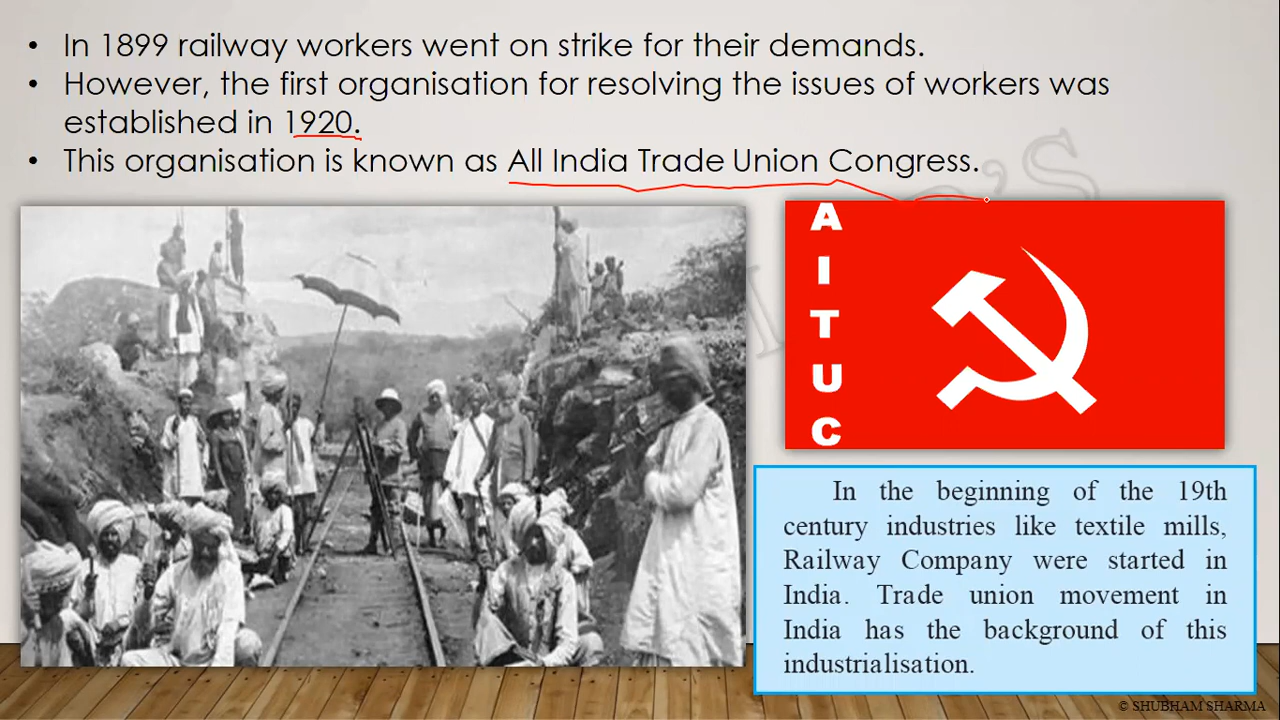 • In 1899 railway workers went on strike for their demands.
• However, the first organisation for resolving the issues of workers was
established in 1920.
• This organisation is known as All India Trade Union Congress.
A
I
T
U
C
In the beginning of the 19th
century industries like textile mills,
Railway Company were started in
India. Trade union movement in
India has the background of this
industrialisation.
© SHUBHAM SHARMA